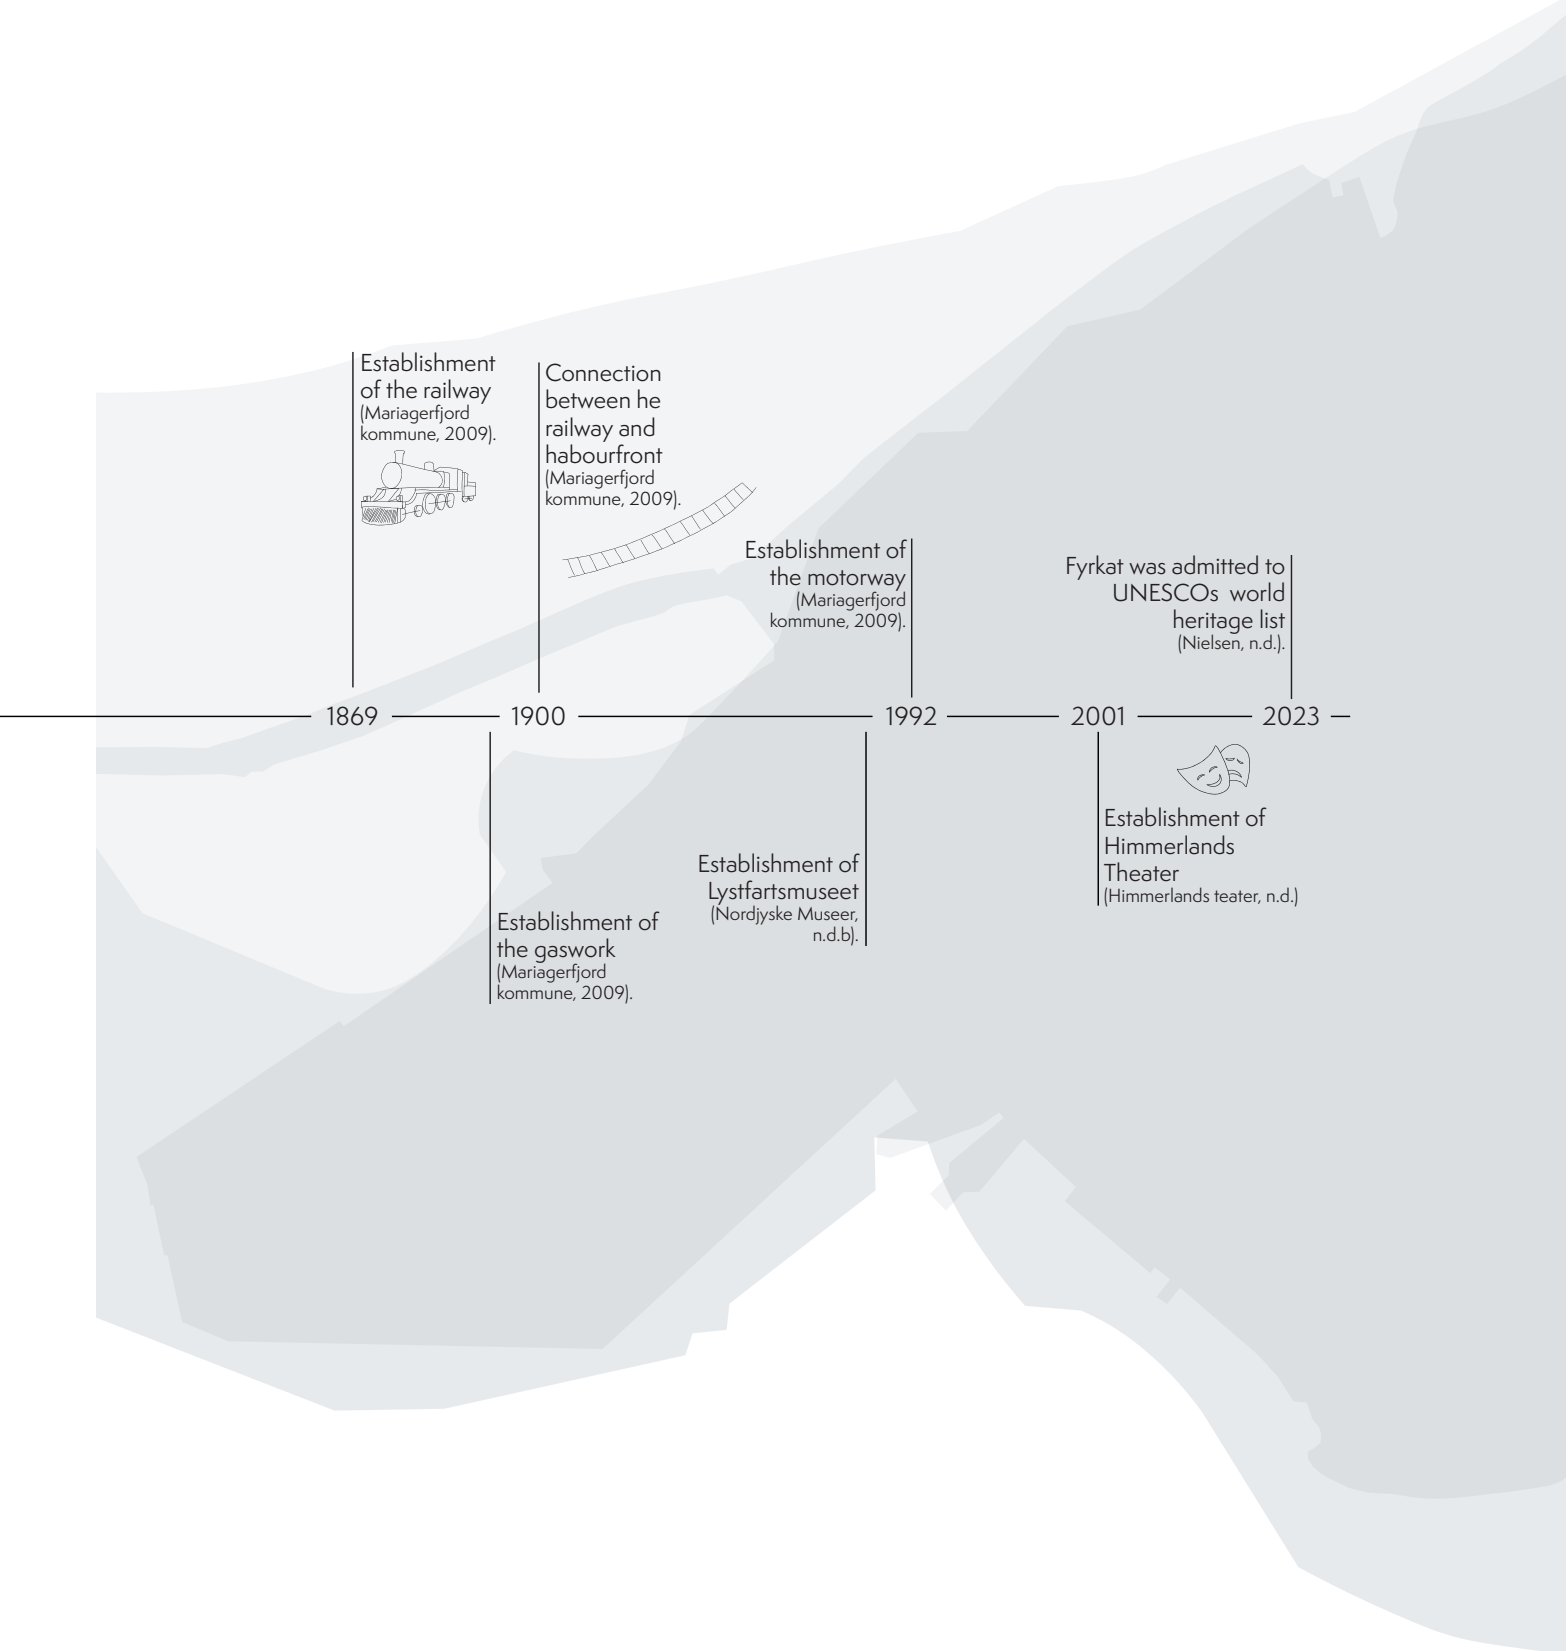 Establishment
of the railway
(Mariagerfjord
kommune, 2009).
Connection
between he
railway and
habourfront
(Mariagerfjord
kommune, 2009).
Establishment of
the motorway
(Mariagerfjord
kommune, 2009).
Fyrkat was admitted to
UNESCOs world
heritage list
(Nielsen, n.d.).
1869
1900
1992
2001
2023
Establishment of
the gaswork
(Mariagerfjord
kommune, 2009).
Establishment of
Lystfartsmuseet
(Nordjyske Museer,
n.d.b).
Establishment of
Himmerlands
Theater
(Himmerlands teater, n.d.)